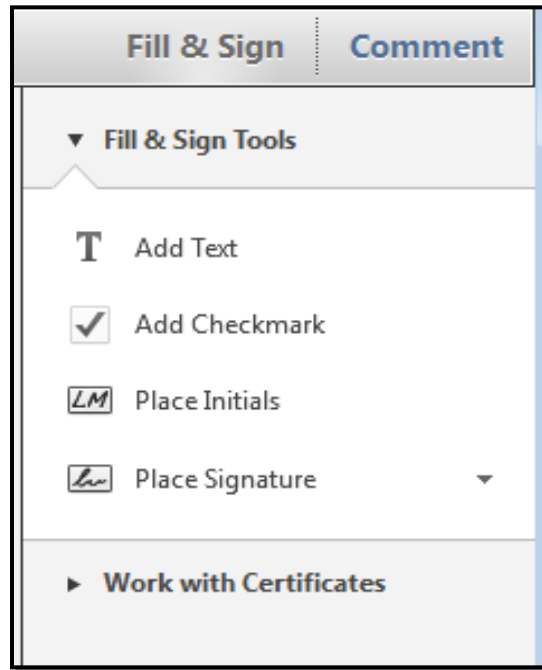 Fill & Sign Comment
Fill & Sign Tools
T Add Text
Add Checkmark
LM Place Initials
Place Signature
Work with Certificates